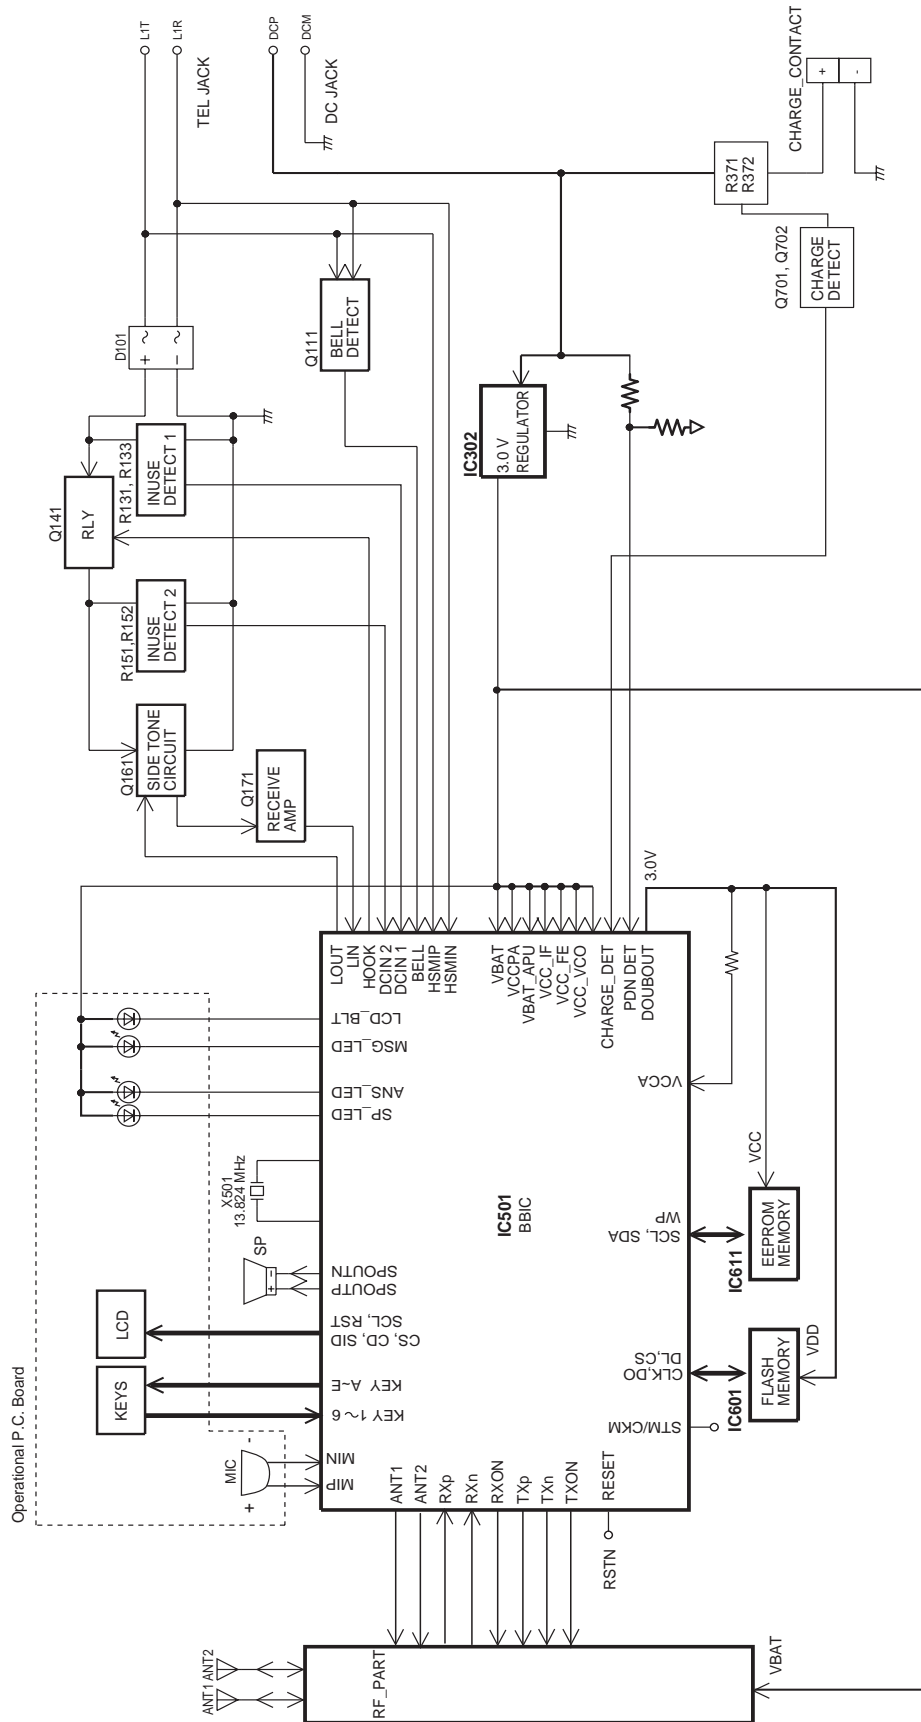 L1T
L1R
TEL JACK
DCP
DCM
DC JACK
CHARGE_CONTACT
+
-
R371
R372
Q701, Q702
CHARGE
DETECT
D101
+
-
~
~
Q111
BELL
DETECT
IC302
3.0 V
REGULATOR
Q141
RLY
R131, R133
INUSE
DETECT 1
R151,R152
INUSE
DETECT 2
Q161
SIDE TONE
CIRCUIT
Q171
RECEIVE
AMP
3.0V
LOUT
LIN
HOOK
DCIN 2
DCIN 1
BELL
HSMIP
HSMIN
VBAT
VCCPA
VBAT_APU
VCC_IF
VCC_FE
VCC_VCO
CHARGE_DET
PDN DET
DOUBOUT
LCD_BLT
MSG_LED
ANS_LED
SP_LED
VCCA
X501
13.824 MHz
IC501
BBIC
VCC
WP
SCL, SDA
IC611
EEPROM
MEMORY
SP
-
+
SPOUTN
SPOUTP
LCD
SCL, RST
CS, CD, SID
KEYS
KEY A~E
KEY 1~6
DI,CS
CLK,DO
IC601
FLASH
MEMORY
VDD
STM/CKM
Operational P.C. Board
MIC
-
+
MIN
MIP
ANT1
ANT2
RXp
RXn
RXON
TXp
TXn
TXON
RESET
RSTN
ANT1 ANT2
RF_PART
VBAT